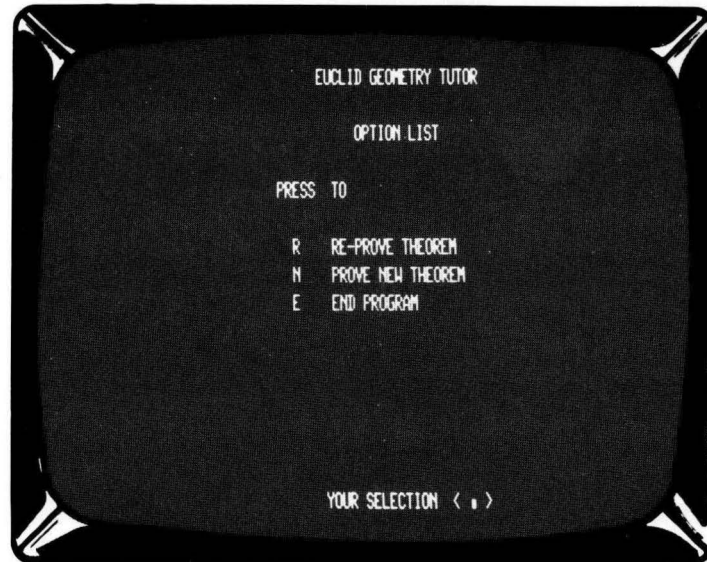 EUCLID GEOMETRY TUTOR
OPTION LIST
PRESS TO
R RE-PROVE THEOREM
N PROVE NEW THEOREM
E END PROGRAM
YOUR SELECTION < >